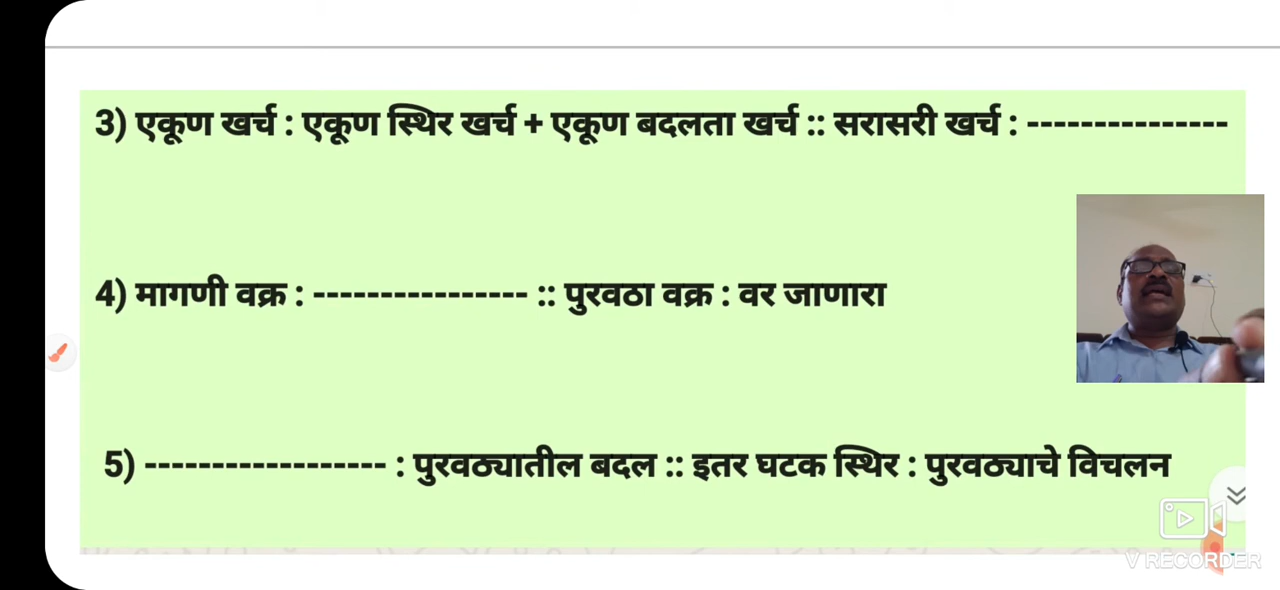 3) एकूण खर्च : एकूण स्थिर खर्च + एकूण बदलता खर्च :: सरासरी खर्च : ---------------
4) मागणी वक्र : ---------------- :: पुरवठा वक्र : वर जाणारा
5) ------------------ : पुरवठ्यातील बदल :: इतर घटक स्थिर : पुरवठ्याचे विचलन
V RECORDER